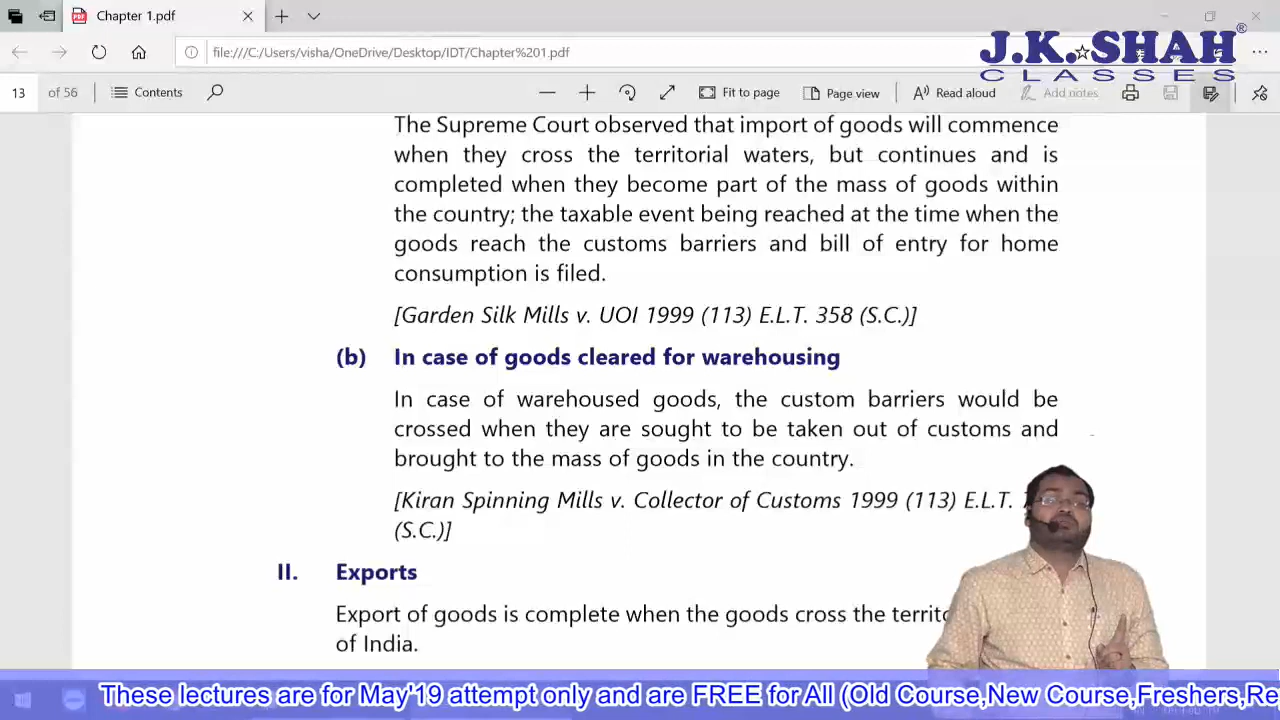 Chapter 1.pdf
file:///C:/Users/visha/OneDrive/Desktop/IDT/Chapter%201.pdf
J.K.SHAH®
CLASSES
13 of 56 Contents Fit to page Page view Read aloud Add notes
The Supreme Court observed that import of goods will commence
when they cross the territorial waters, but continues and is
completed when they become part of the mass of goods within
the country; the taxable event being reached at the time when the
goods reach the customs barriers and bill of entry for home
consumption is filed.
[Garden Silk Mills v. UOI 1999 (113) E.L.T. 358 (S.C.)]
(b) In case of goods cleared for warehousing
In case of warehoused goods, the custom barriers would be
crossed when they are sought to be taken out of customs and
brought to the mass of goods in the country.
[Kiran Spinning Mills v. Collector of Customs 1999 (113) E.L.T.
(S.C.)]
II. Exports
Export of goods is complete when the goods cross the
of India.
These lectures are for May'19 attempt only and are FREE for All (Old Course,New Course,Freshers,Re